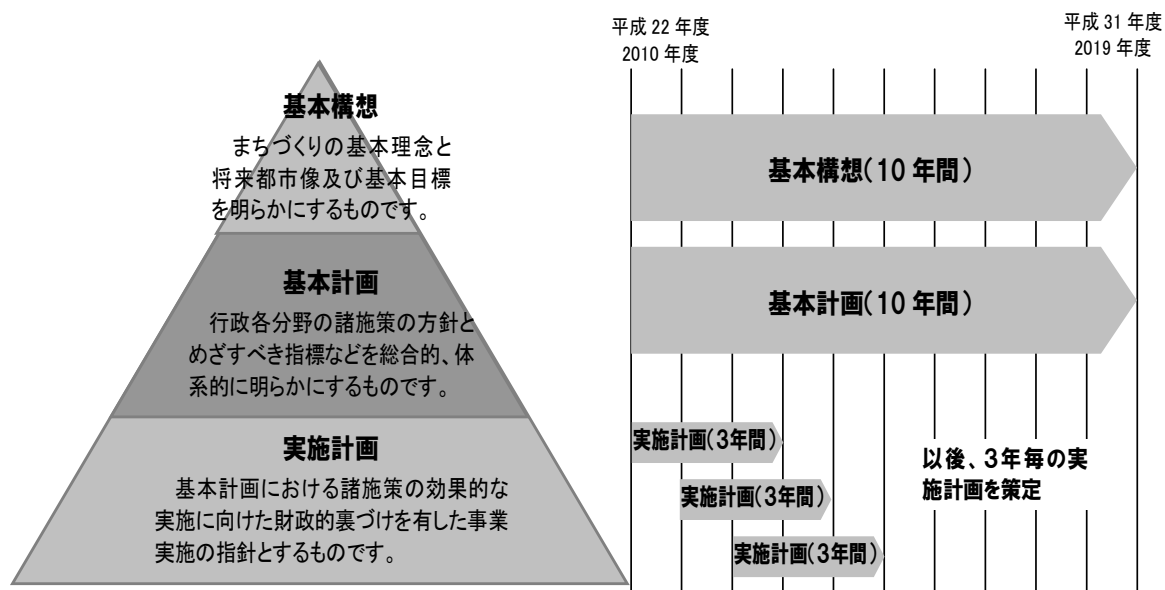 基本構想
まちづくりの基本理念と
将来都市像及び基本目標
を明らかにするものです。
基本計画
行政各分野の諸施策の方針と
めざすべき指標などを総合的、体
系的に明らかにするものです。
実施計画
基本計画における諸施策の効果的な
実施に向けた財政的裏づけを有した事業
実施の指針とするものです。
平成 22 年度
2010 年度
平成 31 年度
2019 年度
基本構想(10 年間)
基本計画(10 年間)
実施計画(3年間)
実施計画(3年間)
実施計画(3年間)
以後、3年毎の実
施計画を策定